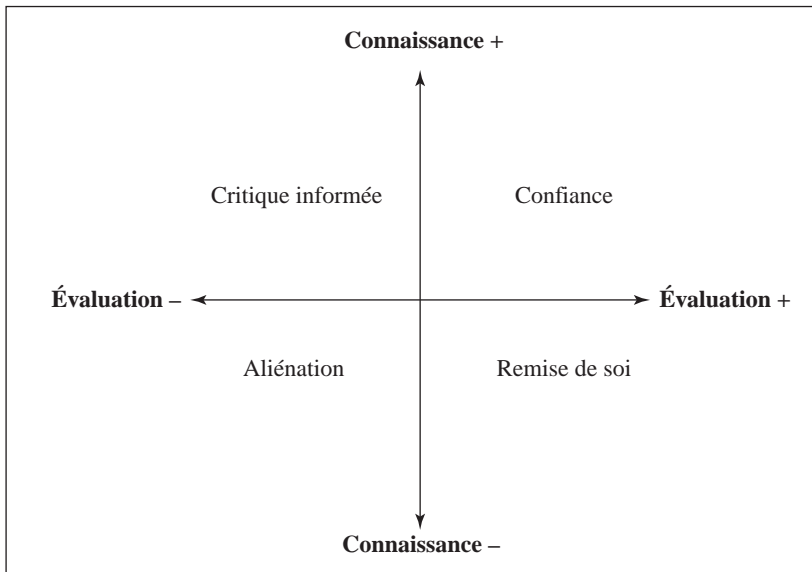 Connaissance +
Critique informée
Confiance
Évaluation –
Évaluation +
Aliénation
Remise de soi
Connaissance –